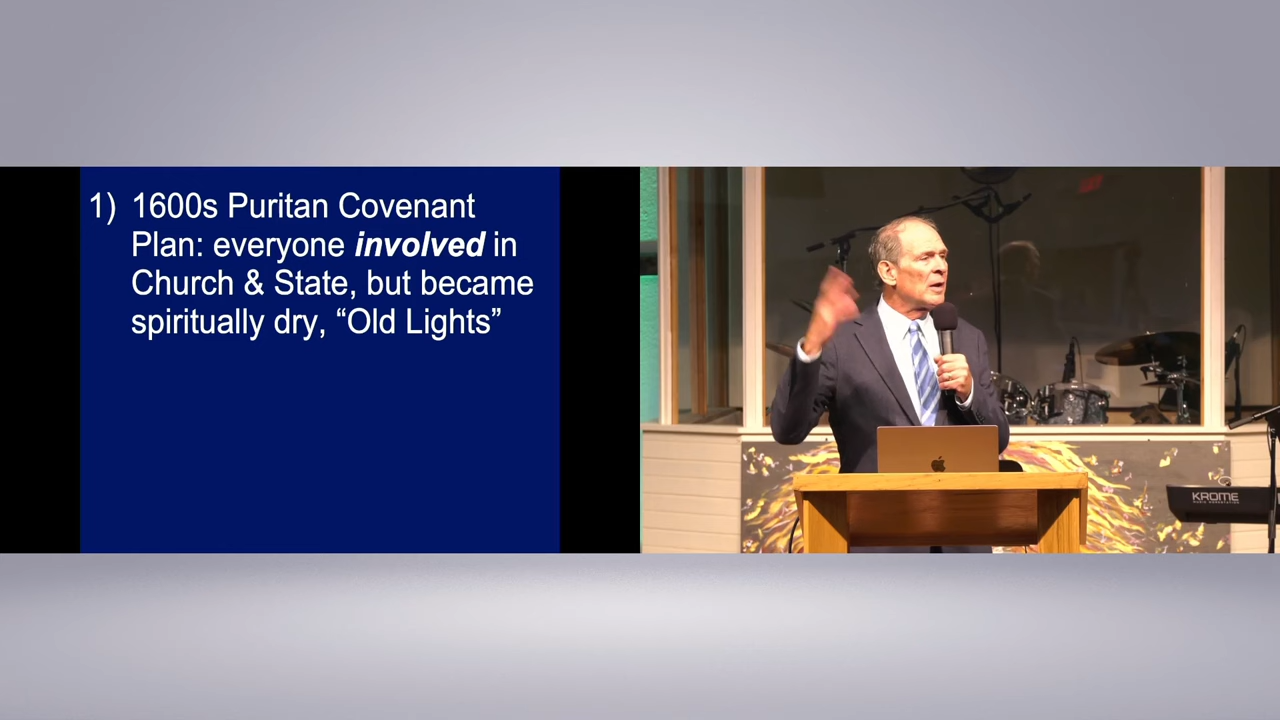 1) 1600s Puritan Covenant
Plan: everyone involved in
Church & State, but became
spiritually dry, “Old Lights”
KROME